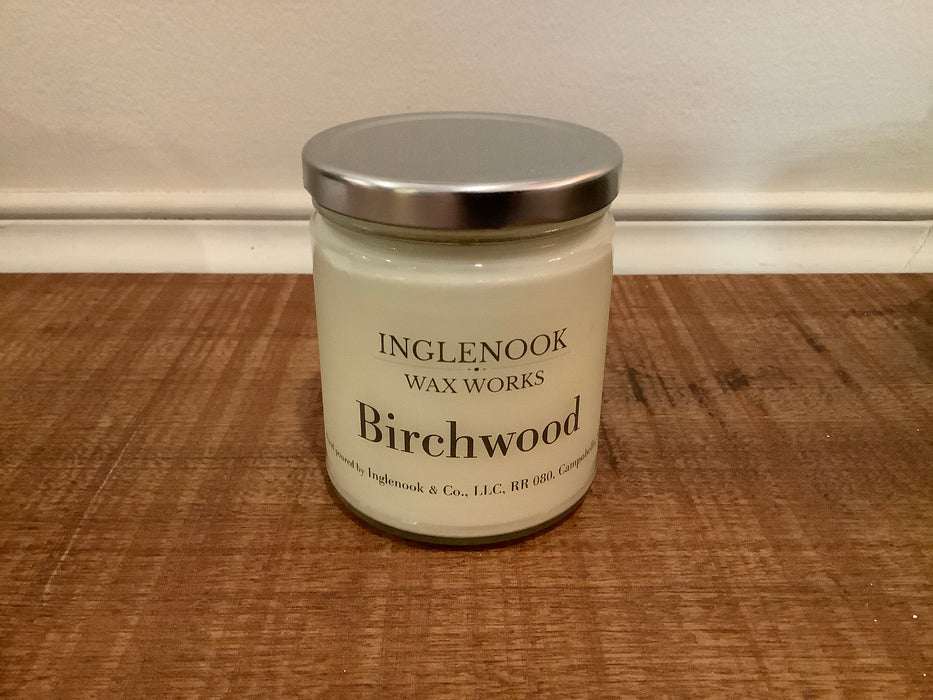 INGLENOOK
WAX WORKS
Birchwood
poured by Inglenook & Co., LLC, RR 080, Campobello